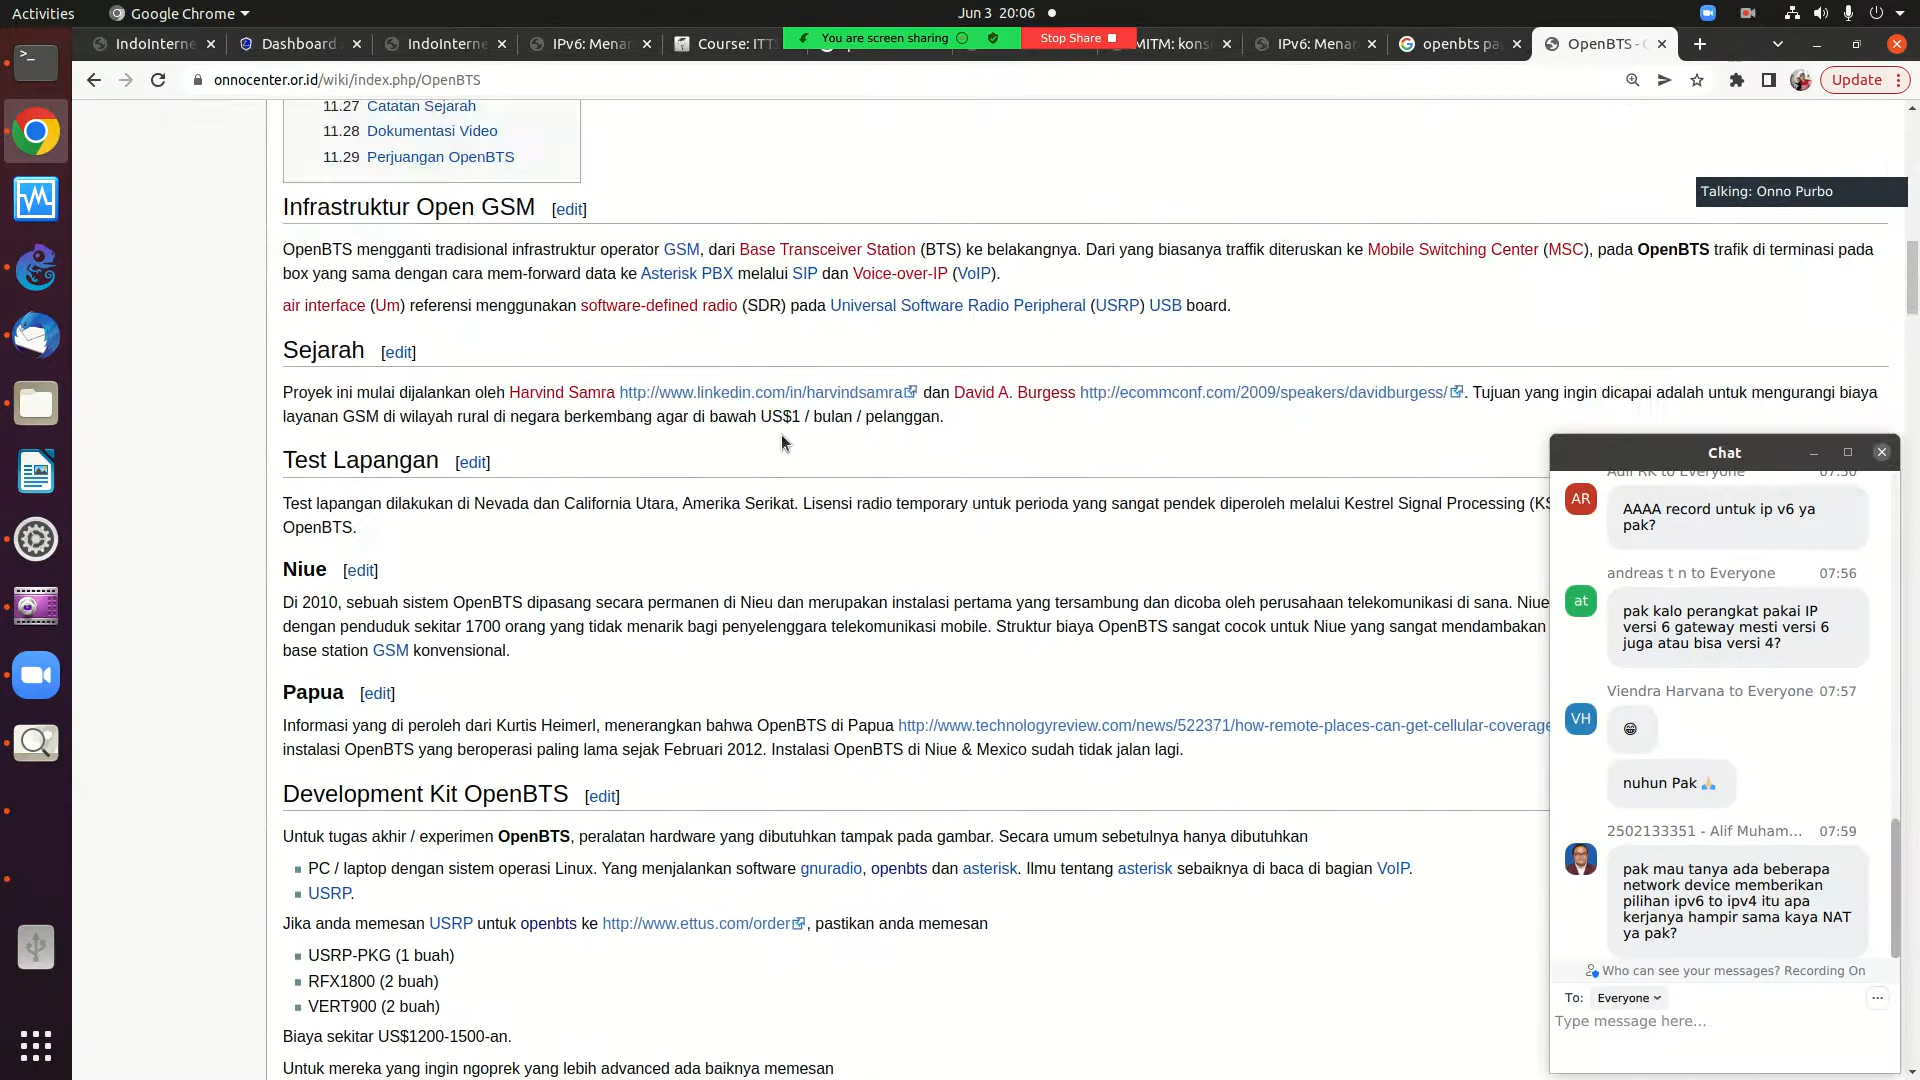 Activities
Google Chrome
Jun 3 20:06
IndoInterne
Dashboard
IndoInterne
IPv6: Mena
Course: ITT
You are screen sharing
Stop Share
MITM: kons
IPv6: Mena
openbts pa
OpenBTS -
onnocenter.or.id/wiki/index.php/OpenBTS
Update
11.27 Catatan Sejarah
11.28 Dokumentasi Video
11.29 Perjuangan OpenBTS
Talking: Onno Purbo
Infrastruktur Open GSM [edit]
OpenBTS mengganti tradisional infrastruktur operator GSM, dari Base Transceiver Station (BTS) ke belakangnya. Dari yang biasanya traffik diteruskan ke Mobile Switching Center (MSC), pada OpenBTS trafik di terminasi pada
box yang sama dengan cara mem-forward data ke Asterisk PBX melalui SIP dan Voice-over-IP (VoIP).
air interface (Um) referensi menggunakan software-defined radio (SDR) pada Universal Software Radio Peripheral (USRP) USB board.
Sejarah [edit]
Proyek ini mulai dijalankan oleh Harvind Samra http://www.linkedin.com/in/harvindsamra dan David A. Burgess http://ecommconf.com/2009/speakers/davidburgess/. Tujuan yang ingin dicapai adalah untuk mengurangi biaya
layanan GSM di wilayah rural di negara berkembang agar di bawah US$1 / bulan / pelanggan.
Test Lapangan [edit]
Test lapangan dilakukan di Nevada dan California Utara, Amerika Serikat. Lisensi radio temporary untuk perioda yang sangat pendek diperoleh melalui Kestrel Signal Processing (KS
OpenBTS.
Niue [edit]
Di 2010, sebuah sistem OpenBTS dipasang secara permanen di Nieu dan merupakan instalasi pertama yang tersambung dan dicoba oleh perusahaan telekomunikasi di sana. Niue
dengan penduduk sekitar 1700 orang yang tidak menarik bagi penyelenggara telekomunikasi mobile. Struktur biaya OpenBTS sangat cocok untuk Niue yang sangat mendambakan
base station GSM konvensional.
Papua [edit]
Informasi yang di peroleh dari Kurtis Heimerl, menerangkan bahwa OpenBTS di Papua http://www.technologyreview.com/news/522371/how-remote-places-can-get-cellular-coverage
instalasi OpenBTS yang beroperasi paling lama sejak Februari 2012. Instalasi OpenBTS di Niue & Mexico sudah tidak jalan lagi.
Development Kit OpenBTS [edit]
Untuk tugas akhir / experimen OpenBTS, peralatan hardware yang dibutuhkan tampak pada gambar. Secara umum sebetulnya hanya dibutuhkan
PC / laptop dengan sistem operasi Linux. Yang menjalankan software gnuradio, openbts dan asterisk. Ilmu tentang asterisk sebaiknya di baca di bagian VoIP.
USRP.
Jika anda memesan USRP untuk openbts ke http://www.ettus.com/order, pastikan anda memesan
USRP-PKG (1 buah)
RFX1800 (2 buah)
VERT900 (2 buah)
Biaya sekitar US$1200-1500-an.
Untuk mereka yang ingin ngoprek yang lebih advanced ada baiknya memesan
Chat
Adif RK to Everyone 07:50
AR
AAAA record untuk ip v6 ya
pak?
andreas t n to Everyone 07:56
at
pak kalo perangkat pakai IP
versi 6 gateway mesti versi 6
juga atau bisa versi 4?
Viendra Harvana to Everyone 07:57
VH
😁
nuhun Pak 🙏
2502133351 - Alif Muham... 07:59
pak mau tanya ada beberapa
network device memberikan
pilihan ipv6 to ipv4 itu apa
kerjanya hampir sama kaya NAT
ya pak?
Who can see your messages? Recording On
To: Everyone
Type message here...